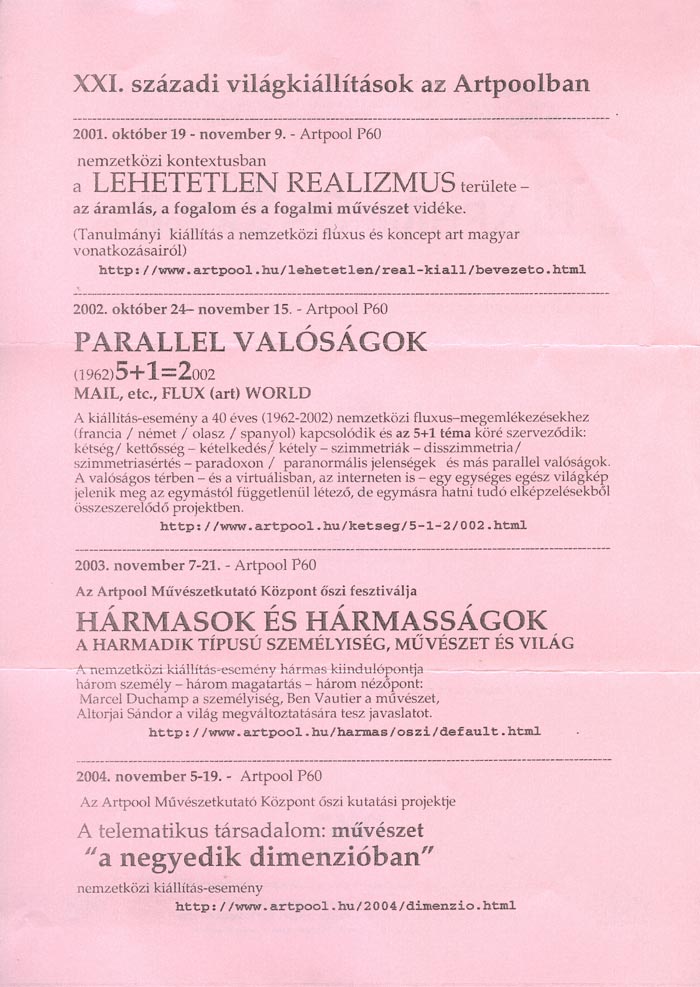 XXI. századi világkiállítások az Artpoolban
2001. október 19 - november 9. - Artpool P60
nemzetközi kontextusban
a LEHETETLEN REALIZMUS területe –
az áramlás, a fogalom és a fogalmi művészet vidéke.
(Tanulmányi kiállítás a nemzetközi fluxus és koncept art magyar
vonatkozásairól)
http://www.artpool.hu/lehetetlen/real-kiall/bevezeto.html
2002. október 24– november 15. - Artpool P60
PARALLEL VALÓSÁGOK
(1962)5+1=2002
MAIL, etc., FLUX (art) WORLD
A kiállítás-esemény a 40 éves (1962-2002) nemzetközi fluxus–megemlékezésekhez
(francia / német / olasz / spanyol) kapcsolódik és az 5+1 téma köré szerveződik:
kétség/ kettősség – kételkedés/ kétely – szimmetriák - disszimmetria/
szimmetriasértés – paradoxon / paranormális jelenségek és más parallel valóságok.
A valóságos térben – és a virtuálisban, az interneten is – egy egységes egész világkép
jelenik meg az egymástól függetlenül létező, de egymásra hatni tudó elképzelésekből
összeszerelődő projektben.
http://www.artpool.hu/ketseg/5-1-2/002.html
2003. november 7-21. - Artpool P60
Az Artpool Művészetkutató Központ őszi fesztiválja
HÁRMASOK ÉS HÁRMASSÁGOK
A HARMADIK TÍPUSÚ SZEMÉLYISÉG, MŰVÉSZET ÉS VILÁG
A nemzetközi kiállítás-esemény hármas kiindulópontja
három személy – három magatartás – három nézőpont:
Marcel Duchamp a személyiség, Ben Vautier a művészet,
Altorjai Sándor a világ megváltoztatására tesz javaslatot.
http://www.artpool.hu/harmas/oszi/default.html
2004. november 5-19. - Artpool P60
Az Artpool Művészetkutató Központ őszi kutatási projektje
A telematikus társadalom: művészet
"a negyedik dimenzióban"
nemzetközi kiállítás-esemény
http://www.artpool.hu/2004/dimenzio.html